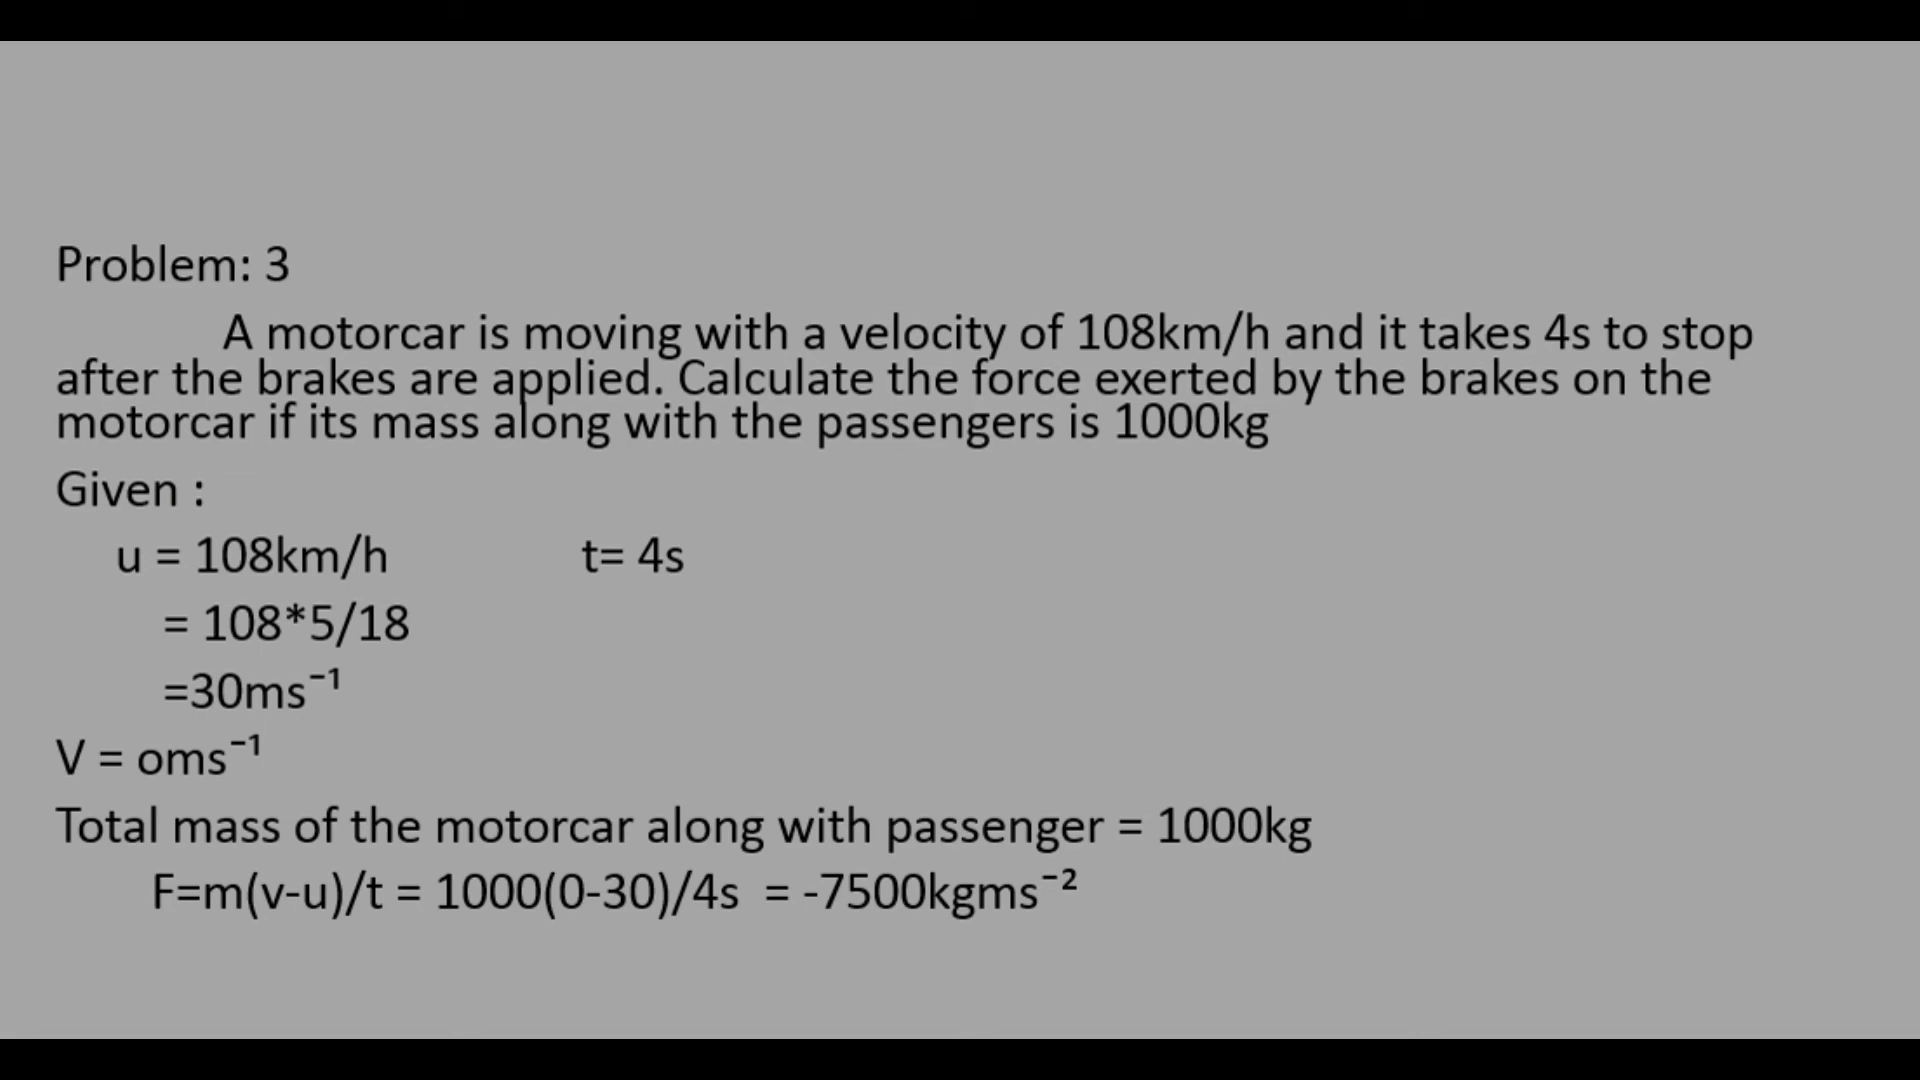 Problem: 3
A motorcar is moving with a velocity of 108km/h and it takes 4s to stop
after the brakes are applied. Calculate the force exerted by the brakes on the
motorcar if its mass along with the passengers is 1000kg
Given :
u = 108km/h t= 4s
= 108*5/18
=30ms⁻¹
V = oms⁻¹
Total mass of the motorcar along with passenger = 1000kg
F=m(v-u)/t = 1000(0-30)/4s = -7500kgms⁻²